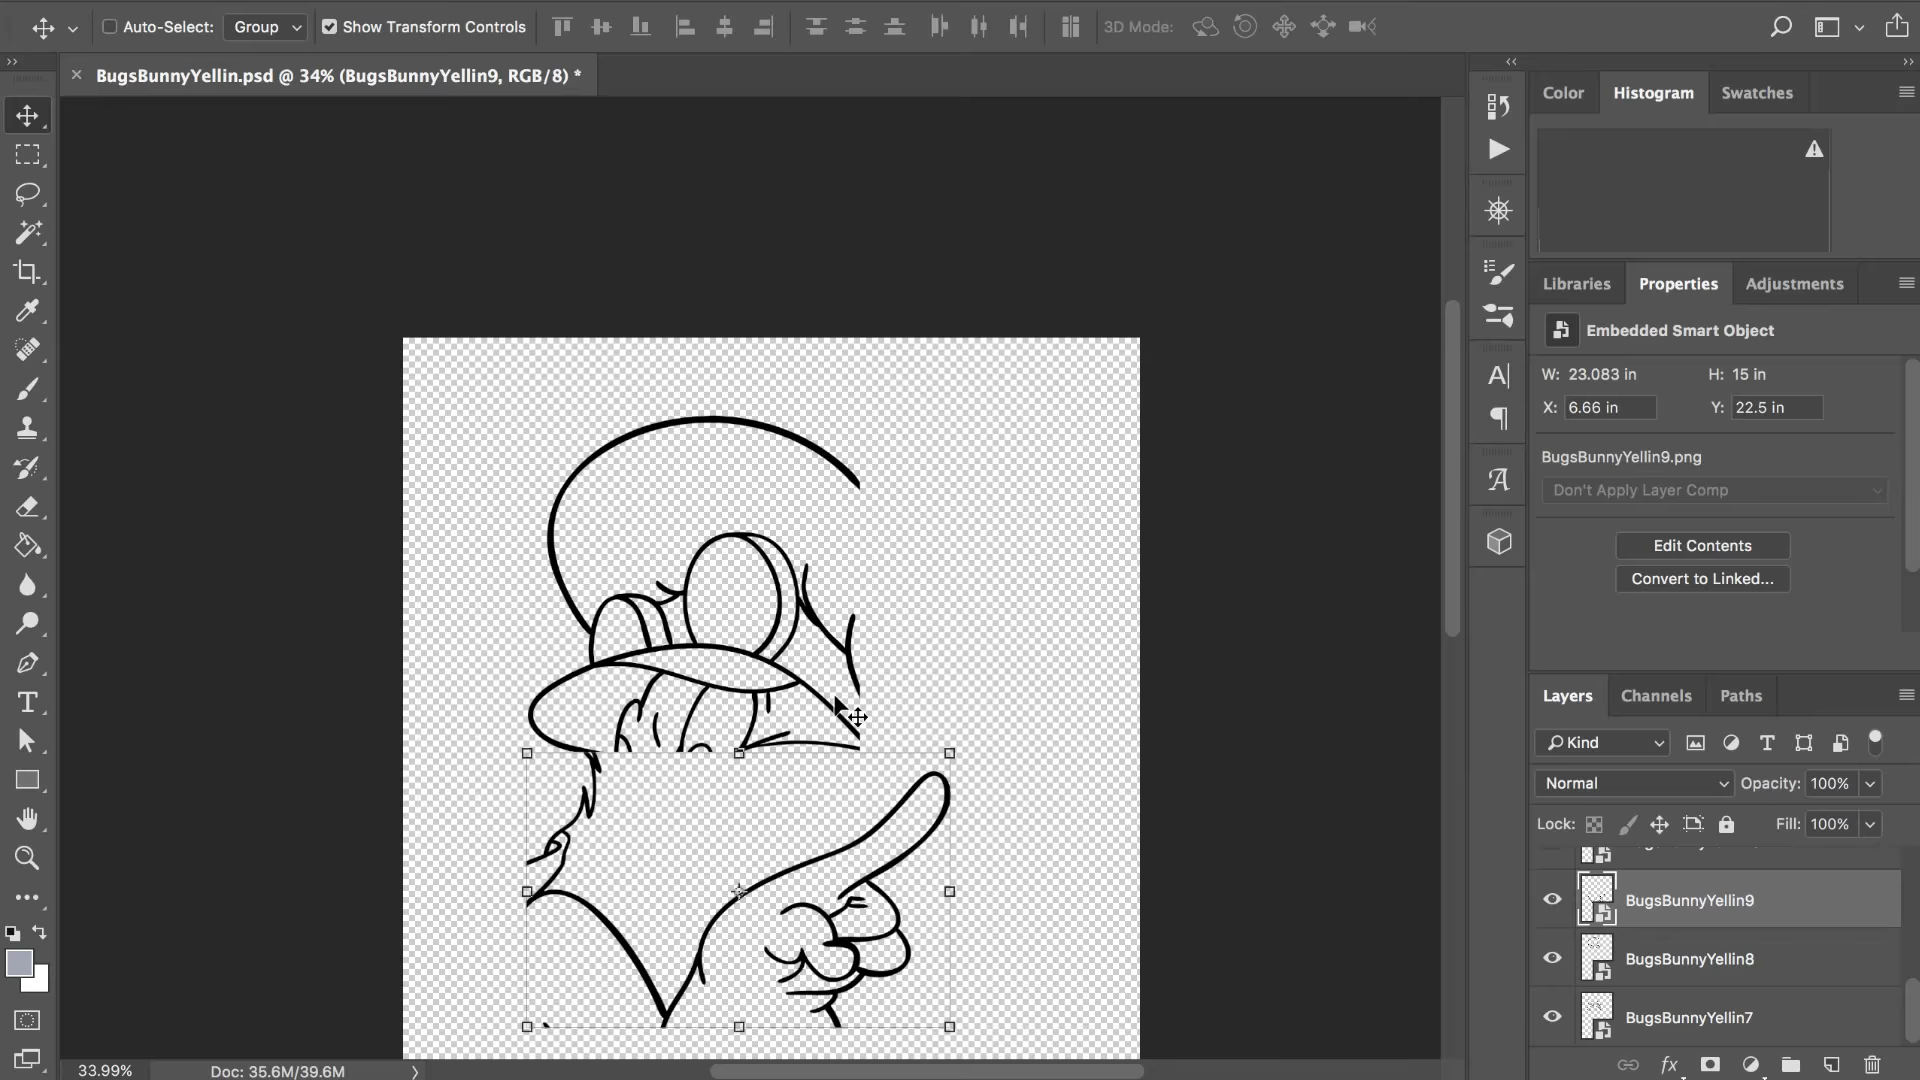 Auto-Select: Group Show Transform Controls 3D Mode:
BugsBunnyYellin.psd @ 34% (BugsBunnyYellin9, RGB/8) *
Color Histogram Swatches
Libraries Properties Adjustments
Embedded Smart Object
W: 23.083 in H: 15 in
X: 6.66 in Y: 22.5 in
BugsBunnyYellin9.png
Don't Apply Layer Comp
Edit Contents
Convert to Linked...
Layers Channels Paths
Kind
Normal Opacity: 100%
Lock: Fill: 100%
BugsBunnyYellin9
BugsBunnyYellin8
BugsBunnyYellin7
33.99% Doc: 35.6M/39.6M